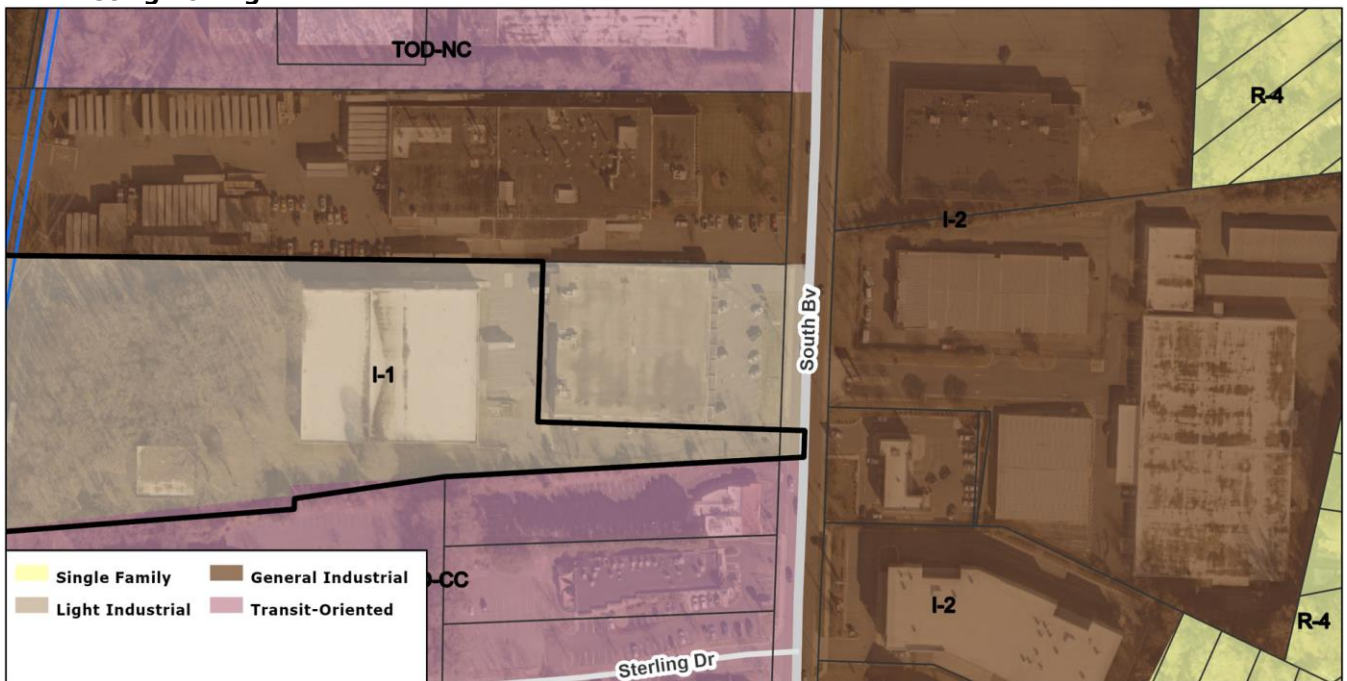 TOD-NC
R-4
I-2
South Bv
I-1
Single Family
General Industrial
Light Industrial
Transit-Oriented
D-CC
I-2
R-4
Sterling Dr